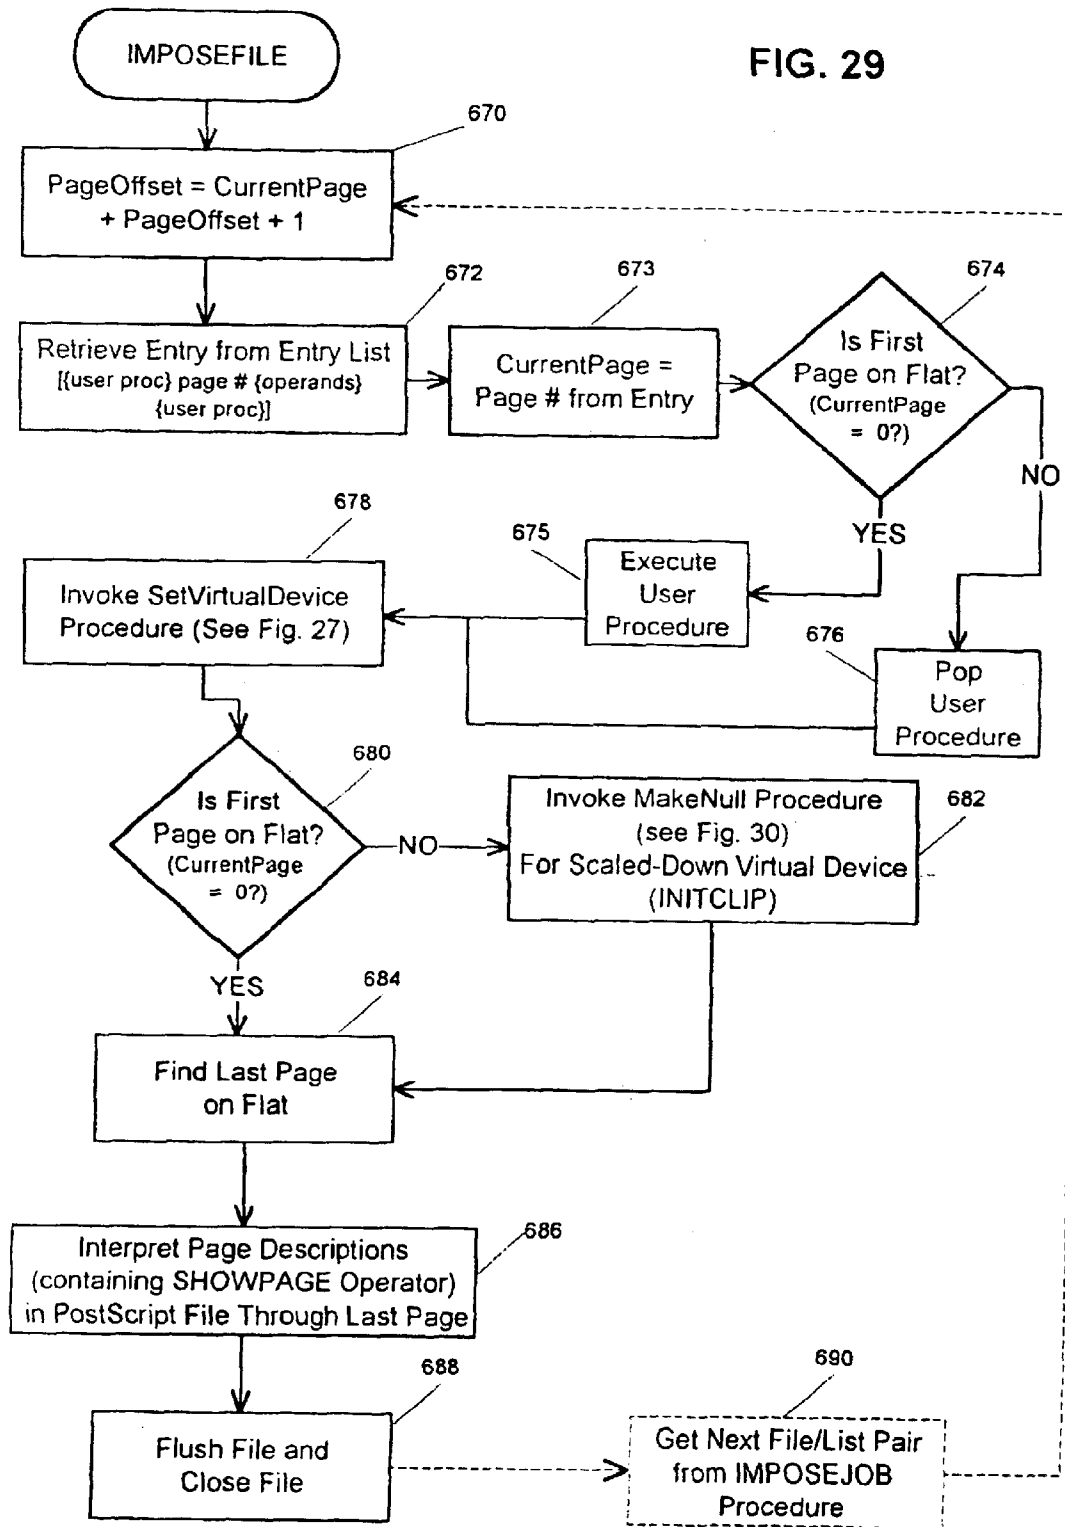 IMPOSEFILE
FIG. 29
670
PageOffset = CurrentPage
+ PageOffset + 1
672
Retrieve Entry from Entry List
[{user proc} page # {operands}
{user proc}]
673
CurrentPage =
Page # from Entry
674
Is First
Page on Flat?
(CurrentPage
= 0?)
NO
YES
675
Execute
User
Procedure
676
Pop
User
Procedure
678
Invoke SetVirtualDevice
Procedure (See Fig. 27)
680
Is First
Page on Flat?
(CurrentPage
= 0?)
NO
682
Invoke MakeNull Procedure
(see Fig. 30)
For Scaled-Down Virtual Device
(INITCLIP)
YES
684
Find Last Page
on Flat
686
Interpret Page Descriptions
(containing SHOWPAGE Operator)
in PostScript File Through Last Page
688
Flush File and
Close File
690
Get Next File/List Pair
from IMPOSEJOB
Procedure